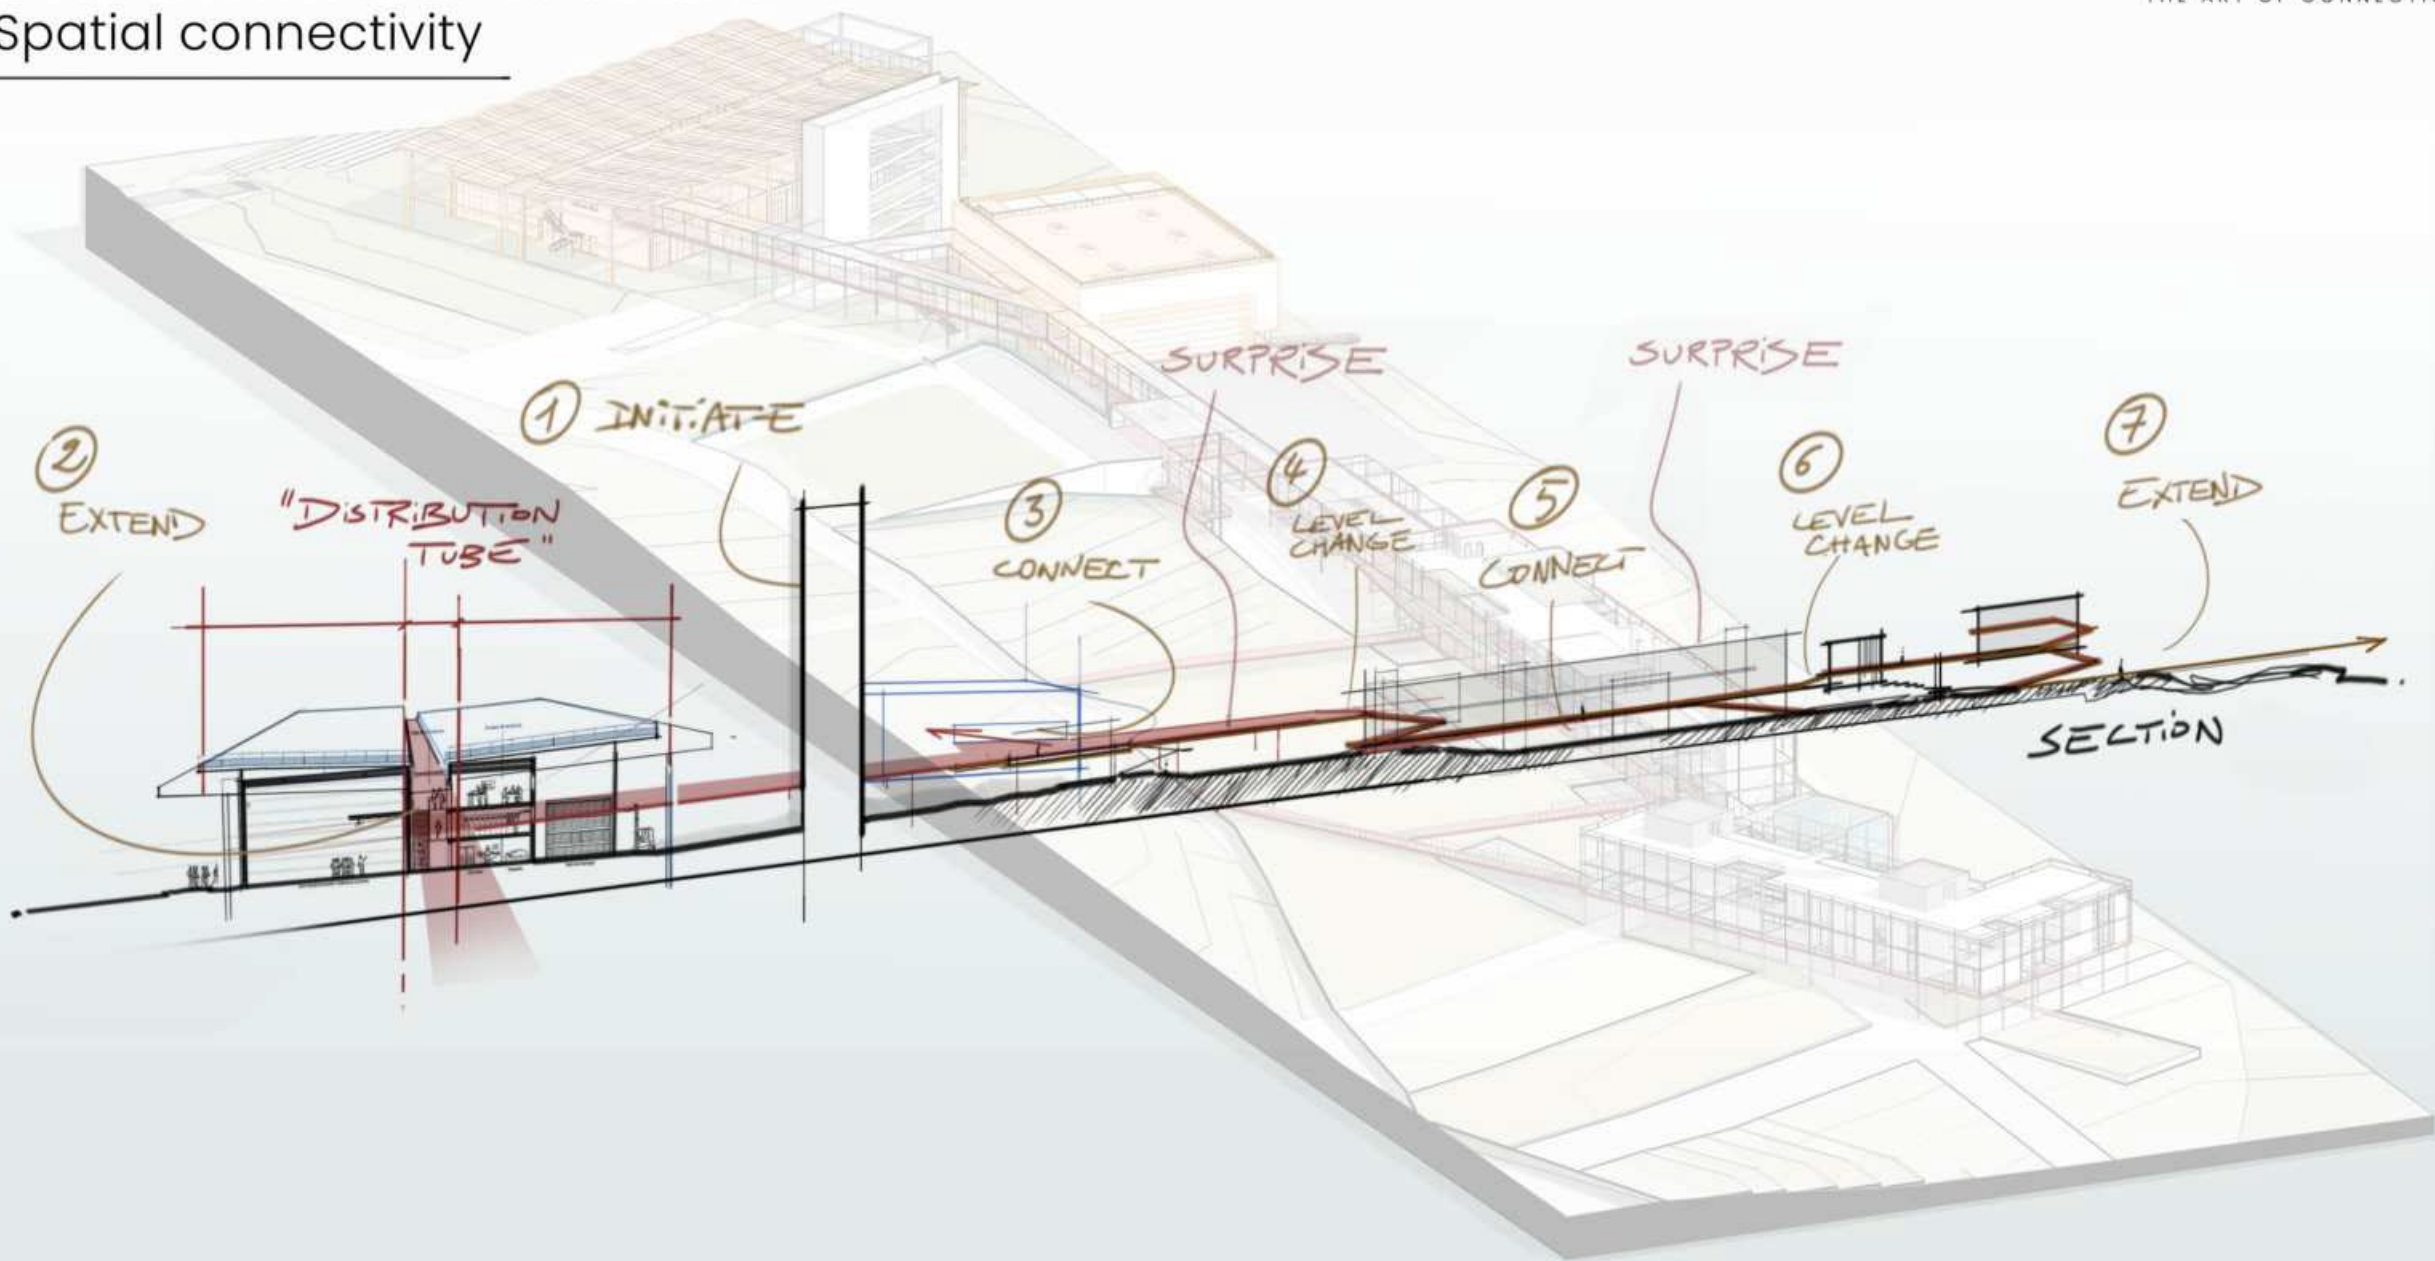 Spatial connectivity
① INITIATE
② EXTEND
"DISTRIBUTION
TUBE"
③ CONNECT
SURPRISE
④ LEVEL
CHANGE
⑤ CONNECT
SURPRISE
⑥ LEVEL
CHANGE
⑦ EXTEND
SECTION